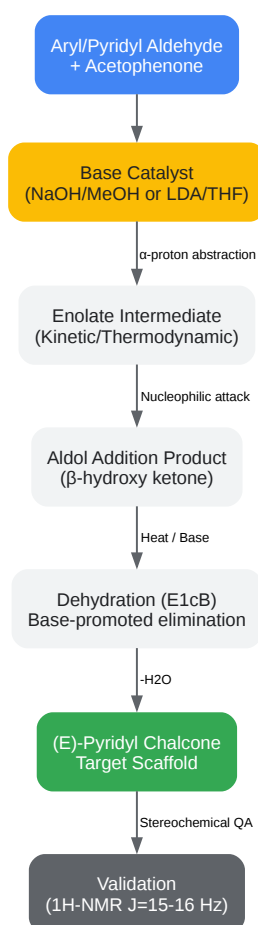 Aryl/Pyridyl Aldehyde
+ Acetophenone
Base Catalyst
(NaOH/MeOH or LDA/THF)
α-proton abstraction
Enolate Intermediate
(Kinetic/Thermodynamic)
Nucleophilic attack
Aldol Addition Product
(β-hydroxy ketone)
Heat / Base
Dehydration (E1cB)
Base-promoted elimination
-H2O
(E)-Pyridyl Chalcone
Target Scaffold
Stereochemical QA
Validation
(1H-NMR J=15-16 Hz)